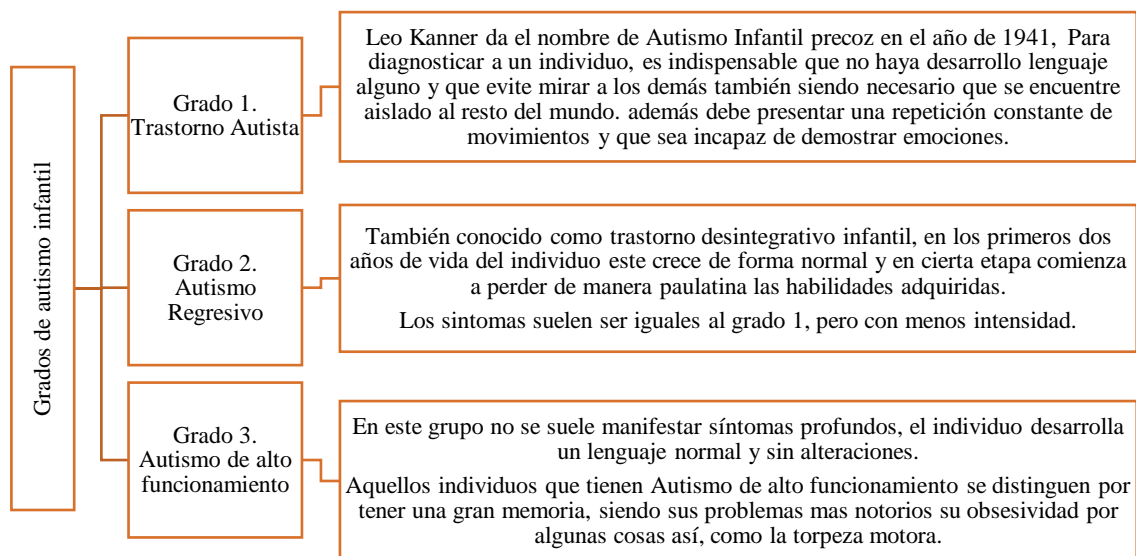 Grados de autismo infantil
Grado 1.
Trastorno Autista
Leo Kanner da el nombre de Autismo Infantil precoz en el año de 1941, Para
diagnosticar a un individuo, es indispensable que no haya desarrollo lenguaje
alguno y que evite mirar a los demás también siendo necesario que se encuentre
aislado al resto del mundo. además debe presentar una repetición constante de
movimientos y que sea incapaz de demostrar emociones.
Grado 2.
Autismo
Regresivo
También conocido como trastorno desintegrativo infantil, en los primeros dos
años de vida del individuo este crece de forma normal y en cierta etapa comienza
a perder de manera paulatina las habilidades adquiridas.
Los sintomas suelen ser iguales al grado 1, pero con menos intensidad.
Grado 3.
Autismo de alto
funcionamiento
En este grupo no se suele manifestar síntomas profundos, el individuo desarrolla
un lenguaje normal y sin alteraciones.
Aquellos individuos que tienen Autismo de alto funcionamiento se distinguen por
tener una gran memoria, siendo sus problemas mas notorios su obsesividad por
algunas cosas así, como la torpeza motora.